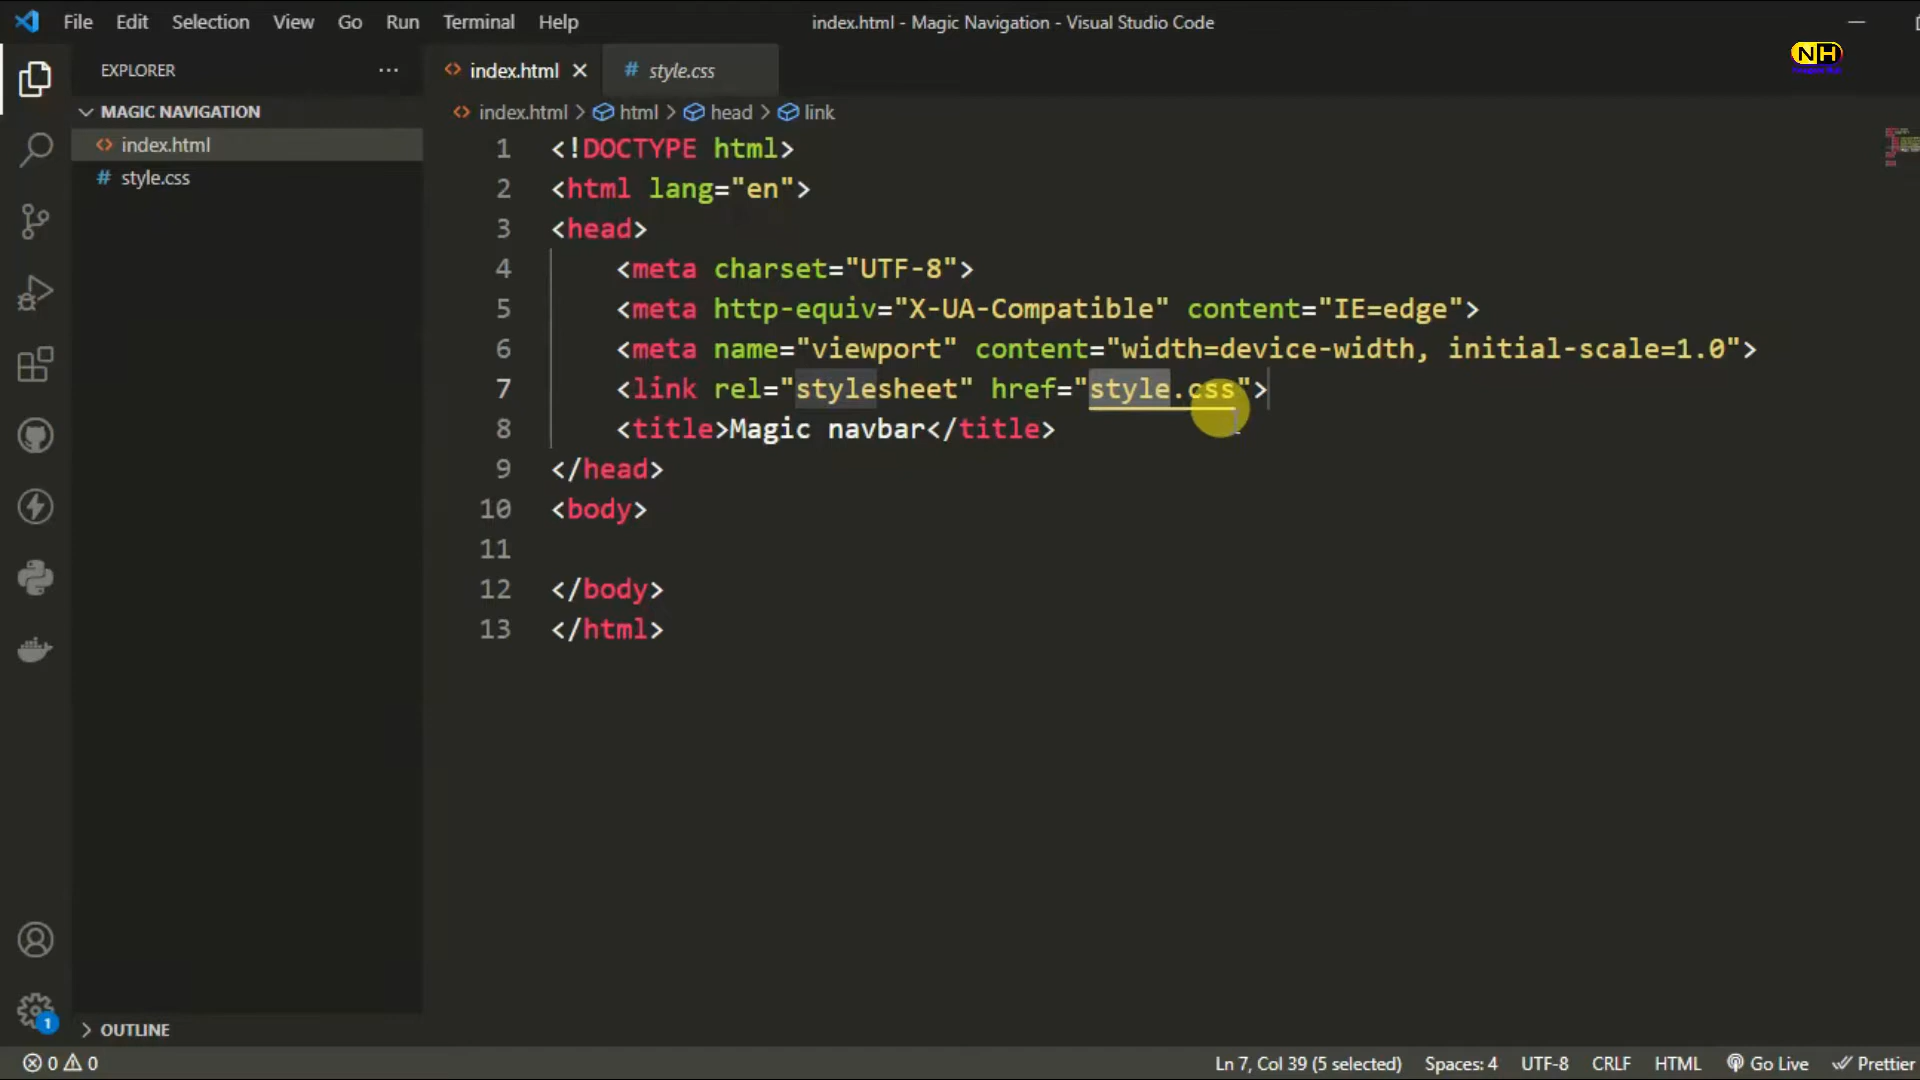 File Edit Selection View Go Run Terminal Help
index.html - Magic Navigation - Visual Studio Code
NH
EXPLORER
MAGIC NAVIGATION
index.html
style.css
OUTLINE
index.html style.css
index.html > html > head > link
1 <!DOCTYPE html>
2 <html lang="en">
3 <head>
4 <meta charset="UTF-8">
5 <meta http-equiv="X-UA-Compatible" content="IE=edge">
6 <meta name="viewport" content="width=device-width, initial-scale=1.0">
7 <link rel="stylesheet" href="style.css">
8 <title>Magic navbar</title>
9 </head>
10 <body>
11
12 </body>
13 </html>
1
0 0 Ln 7, Col 39 (5 selected) Spaces: 4 UTF-8 CRLF HTML Go Live Prettier